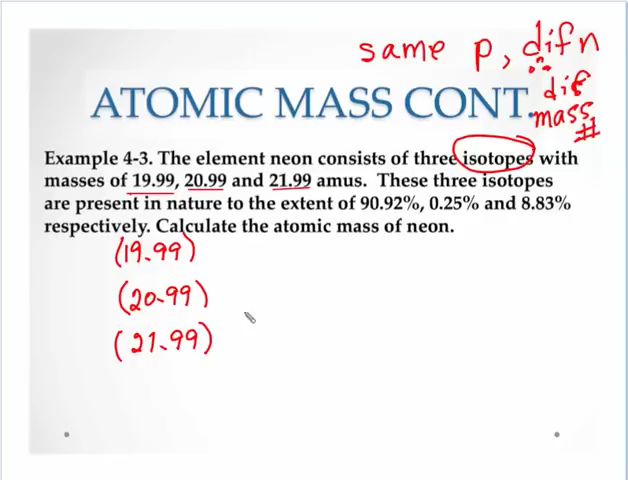 same p, dif n
∴ dif
mass
#
ATOMIC MASS CONT.
Example 4-3. The element neon consists of three isotopes with
masses of 19.99, 20.99 and 21.99 amus. These three isotopes
are present in nature to the extent of 90.92%, 0.25% and 8.83%
respectively. Calculate the atomic mass of neon.
(19.99)
(20.99)
(21.99)